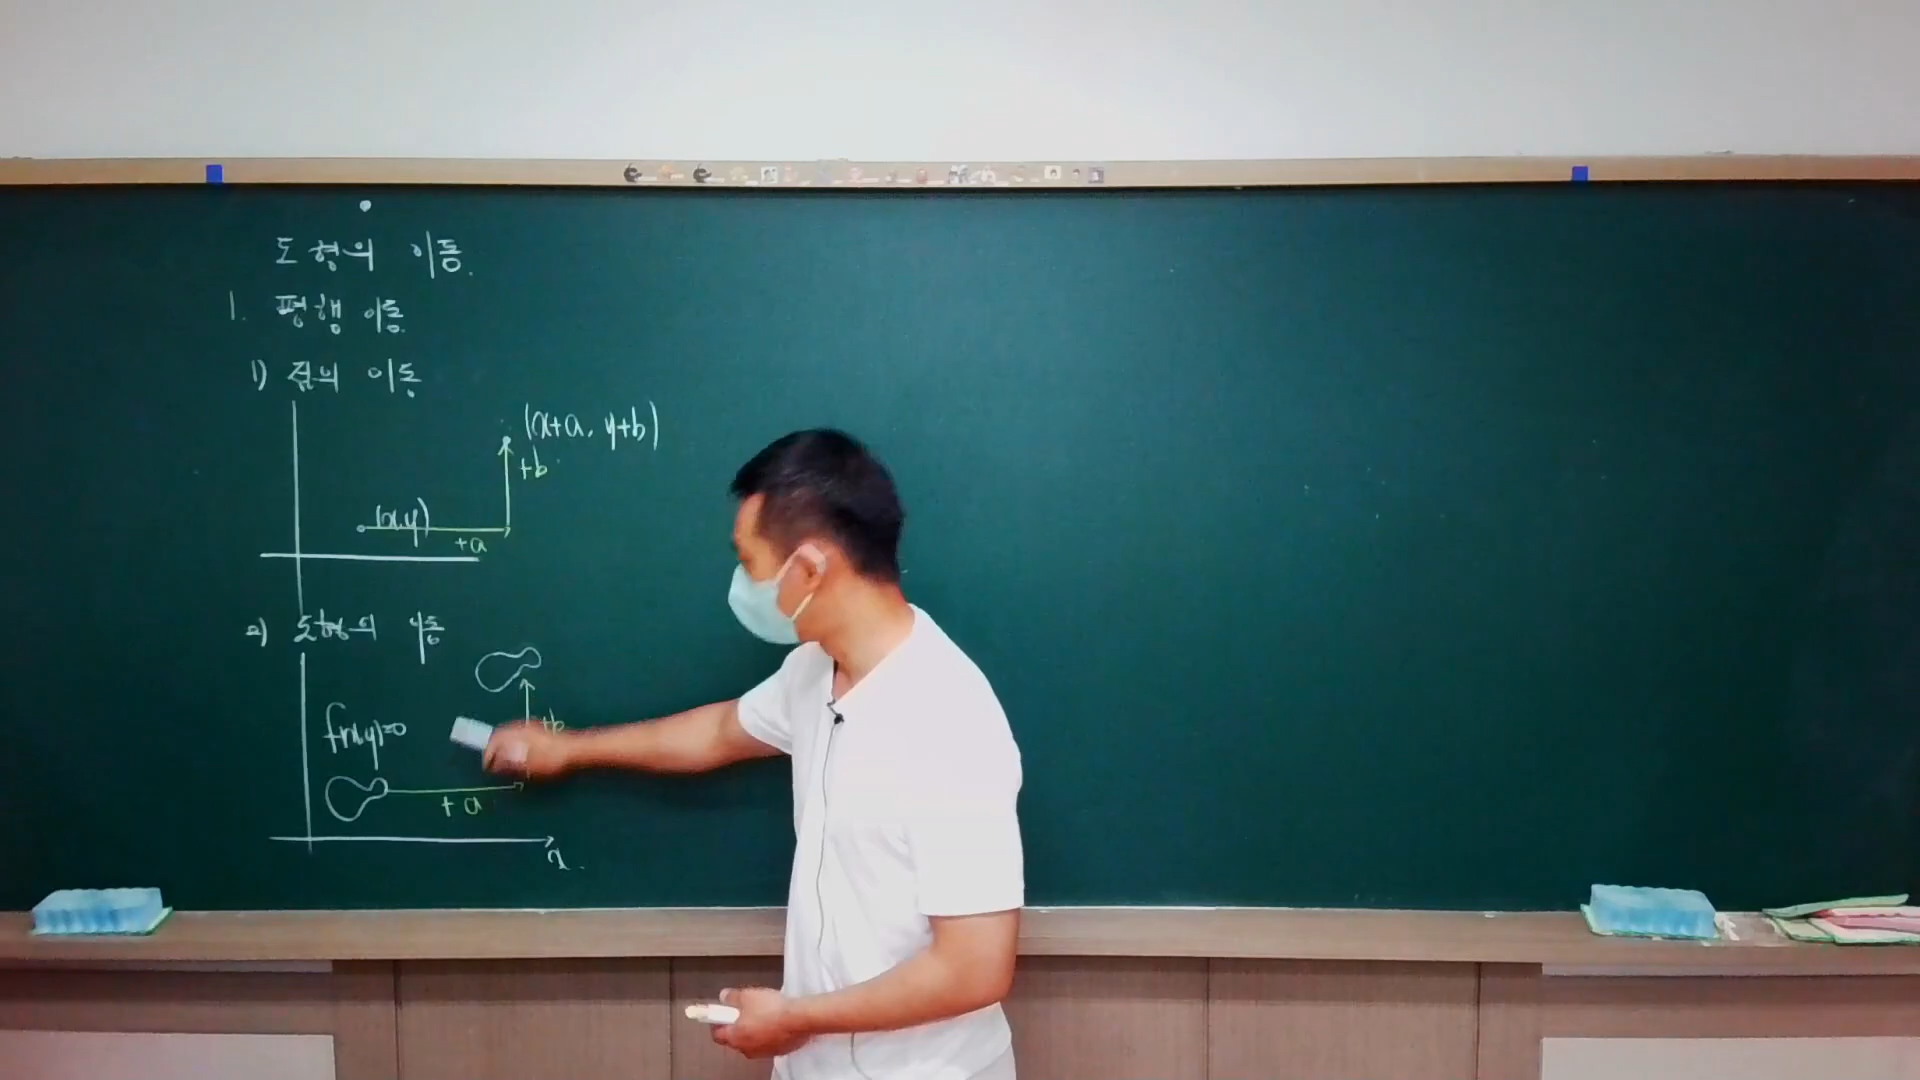 도형의 이동.
1. 평행 이동.
1) 점의 이동
(x+a, y+b)
+b
(x,y)
+a
2) 도형의 이동
f(x,y)=0
+b
+a
x